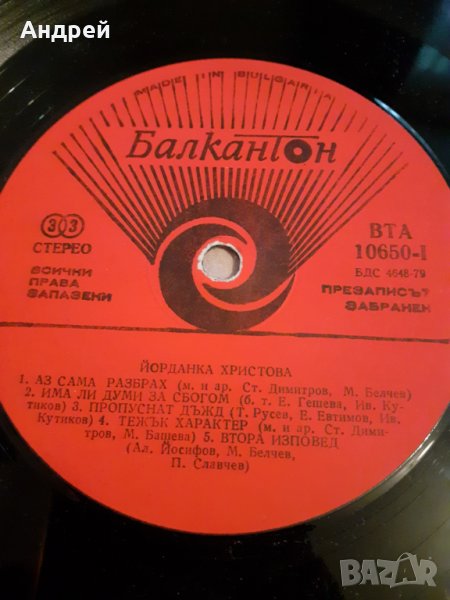 Андрей
MADE IN BULGARIA
Балкантон
33
СТЕРЕО
ВСИЧКИ
ПРАВА
ЗАПАЗЕНИ
ВТА
10650-I
БДС 4648-79
ПРЕЗАПИСЪТ
ЗАБРАНЕН
ЙОРДАНКА ХРИСТОВА
1. АЗ САМА РАЗБРАХ (м. и ар. Ст. Димитров, М. Белчев)
2. ИМА ЛИ ДУМИ ЗА СБОГОМ (б. т. Е. Гешева, Ив. Ку-
тиков) 3. ПРОПУСНАТ ДЪЖД (Т. Русев, Е. Евтимов, Ив.
Кутиков) 4. ТЕЖЪК ХАРАКТЕР (м. и ар. Ст. Дими-
тров, М. Башева) 5. ВТОРА ИЗПОВЕД
(Ал. Йосифов, М. Белчев,
П. Славчев)
BAZAR